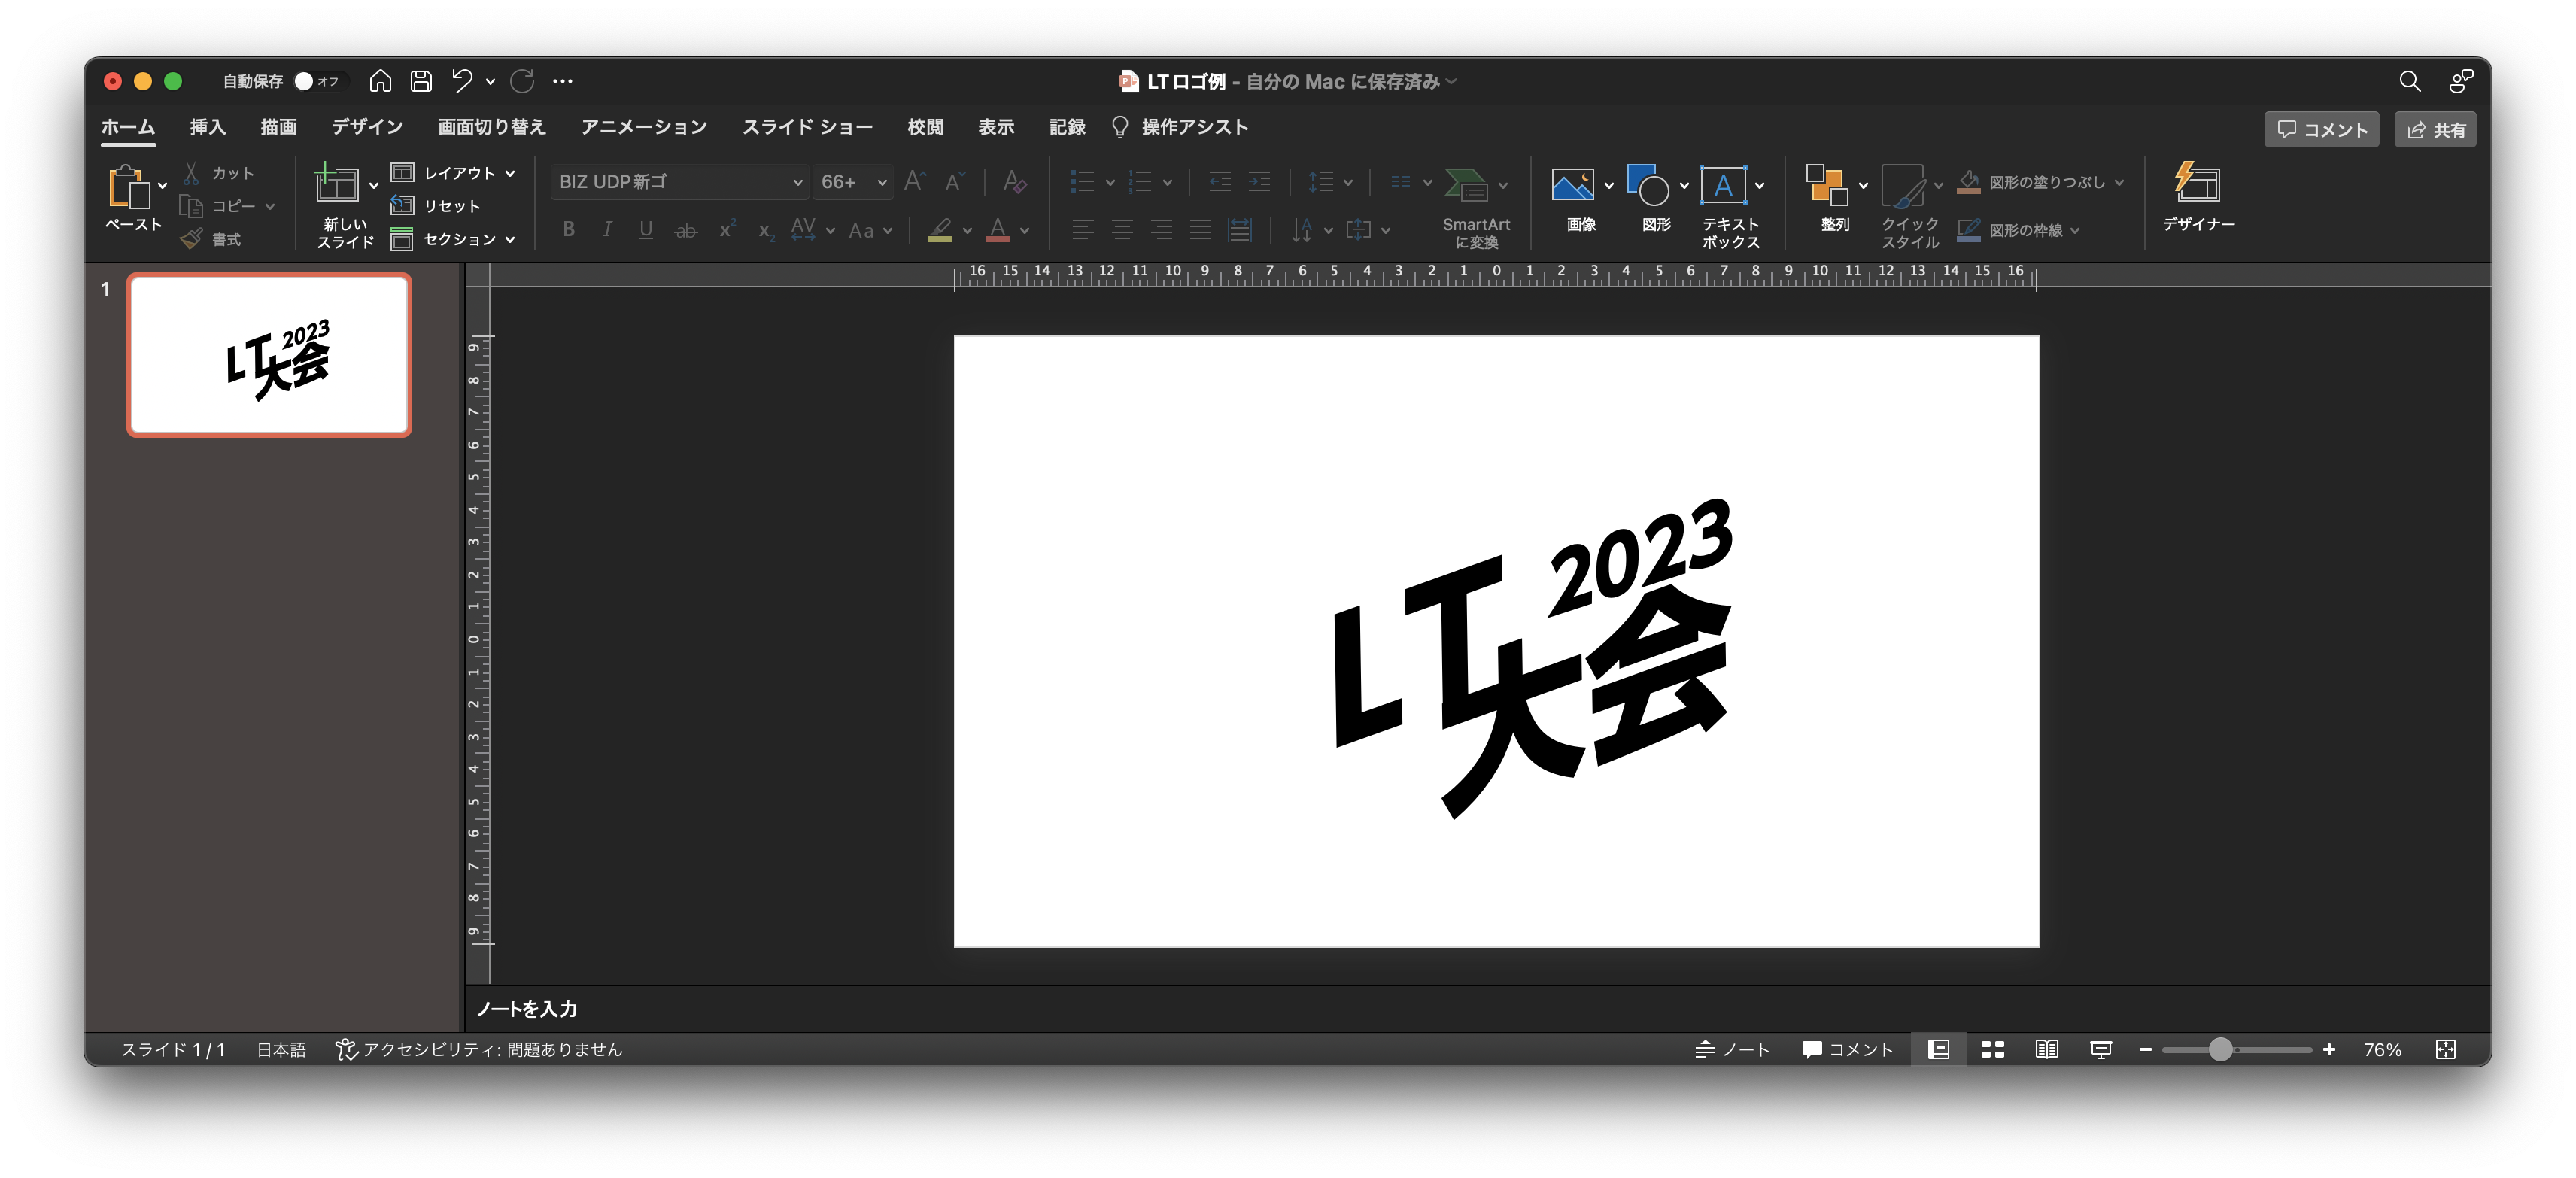 自動保存 オフ
LTロゴ例 - 自分の Mac に保存済み
ホーム 挿入 描画 デザイン 画面切り替え アニメーション スライド ショー 校閲 表示 記録 操作アシスト
コメント 共有
ペースト
カット
コピー
書式
新しい
スライド
レイアウト
リセット
セクション
BIZ UDP新ゴ 66+
SmartArt
に変換
画像
図形
テキスト
ボックス
整列
クイック
スタイル
図形の塗りつぶし
図形の枠線
デザイナー
16 15 14 13 12 11 10 9 8 7 6 5 4 3 2 1 0 1 2 3 4 5 6 7 8 9 10 11 12 13 14 15 16
9 8 7 6 5 4 3 2 1 0 1 2 3 4 5 6 7 8 9
1
LT 2023
大会
LT 2023
大会
ノートを入力
スライド 1 / 1 日本語 アクセシビリティ: 問題ありません
ノート コメント 76%